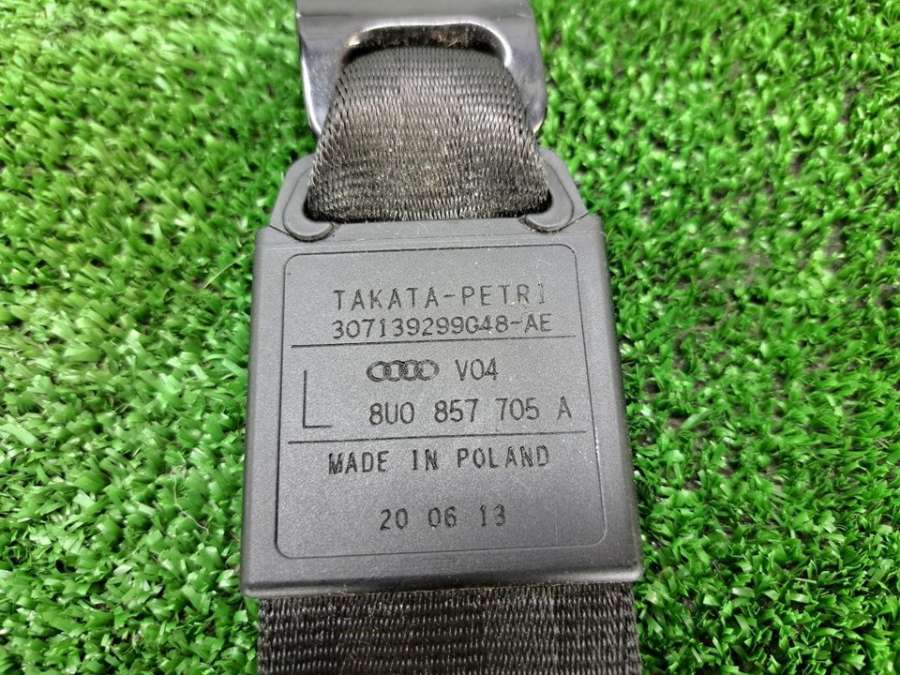 TAKATA-PETRI
307139299G48-AE
V04
L 8U0 857 705 A
MADE IN POLAND
20 06 13